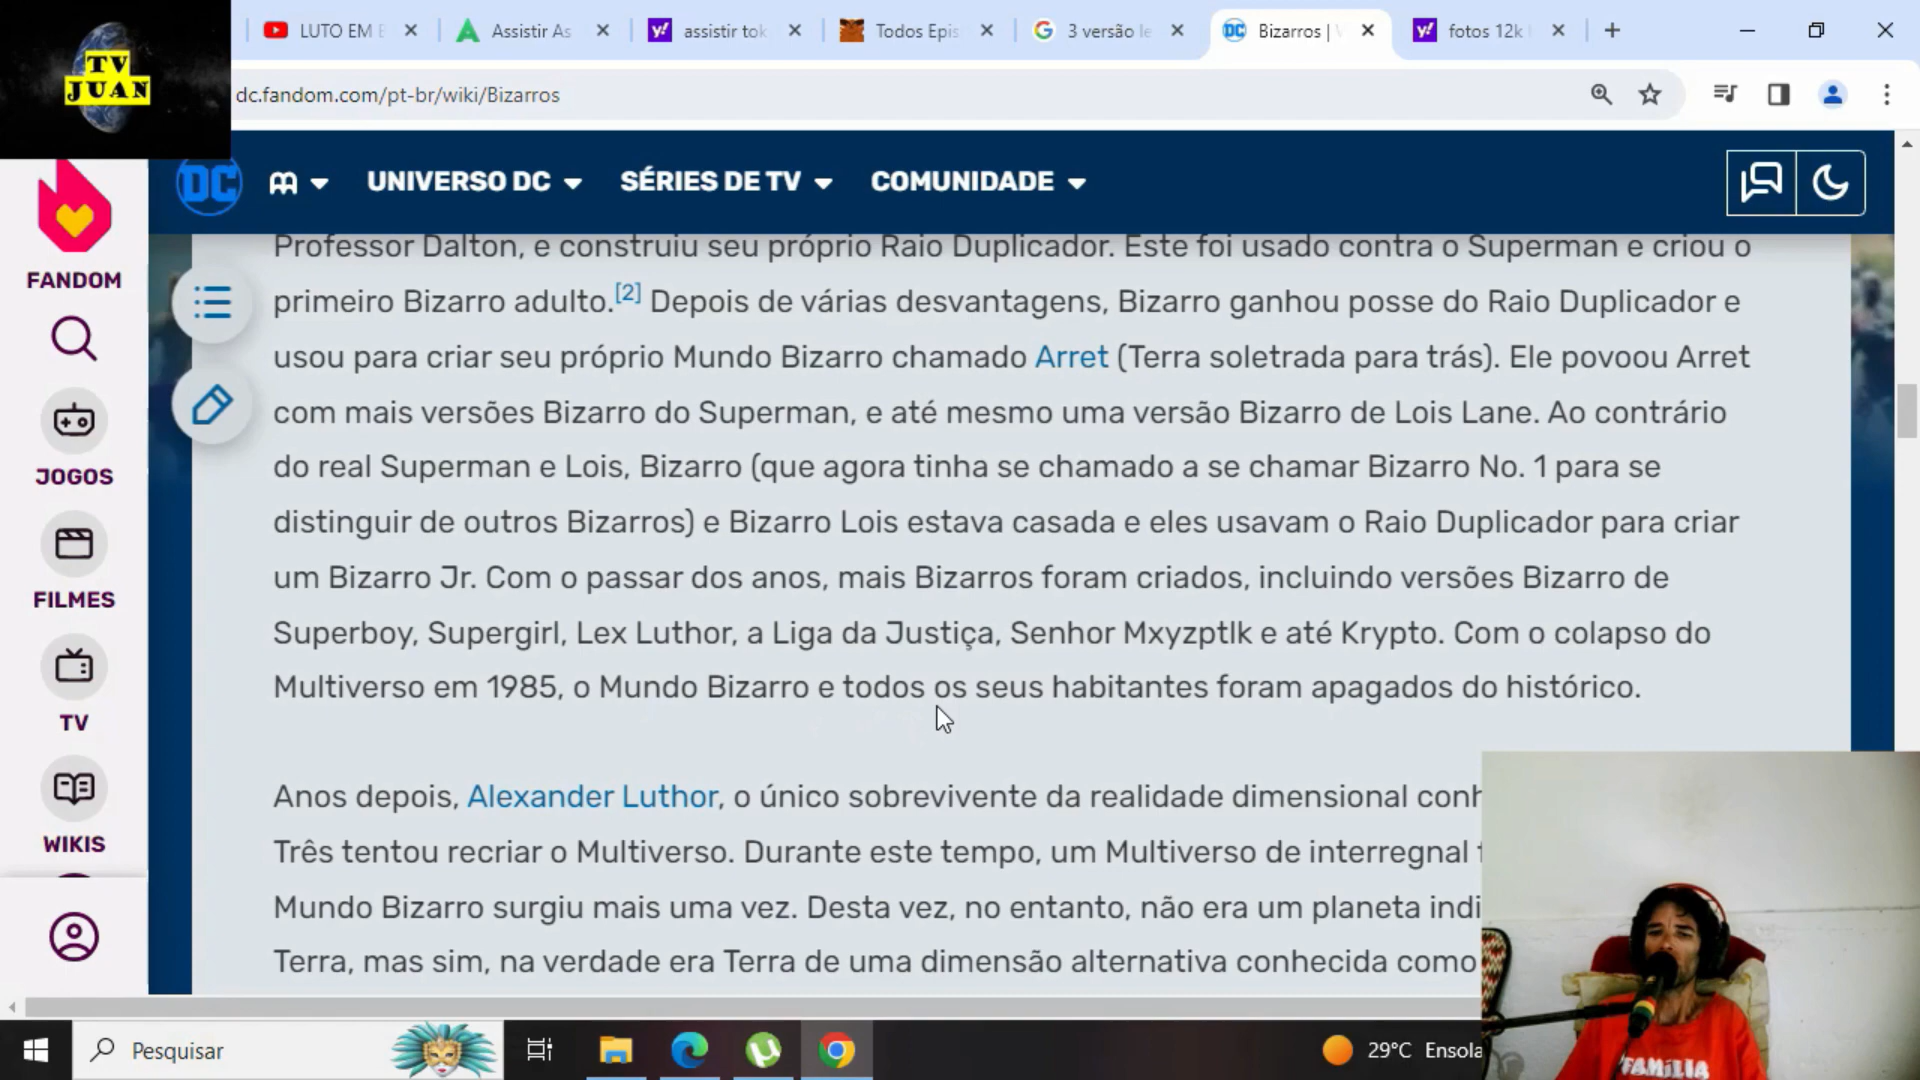 TV
JUAN
LUTO EM
Assistir As
assistir tok
Todos Epis
3 versão le
Bizarros |
fotos 12k
dc.fandom.com/pt-br/wiki/Bizarros
DC
UNIVERSO DC
SÉRIES DE TV
COMUNIDADE
FANDOM
JOGOS
FILMES
TV
WIKIS
Professor Dalton, e construiu seu próprio Raio Duplicador. Este foi usado contra o Superman e criou o
primeiro Bizarro adulto.[2] Depois de várias desvantagens, Bizarro ganhou posse do Raio Duplicador e
usou para criar seu próprio Mundo Bizarro chamado Arret (Terra soletrada para trás). Ele povoou Arret
com mais versões Bizarro do Superman, e até mesmo uma versão Bizarro de Lois Lane. Ao contrário
do real Superman e Lois, Bizarro (que agora tinha se chamado a se chamar Bizarro No. 1 para se
distinguir de outros Bizarros) e Bizarro Lois estava casada e eles usavam o Raio Duplicador para criar
um Bizarro Jr. Com o passar dos anos, mais Bizarros foram criados, incluindo versões Bizarro de
Superboy, Supergirl, Lex Luthor, a Liga da Justiça, Senhor Mxyzptlk e até Krypto. Com o colapso do
Multiverso em 1985, o Mundo Bizarro e todos os seus habitantes foram apagados do histórico.
Anos depois, Alexander Luthor, o único sobrevivente da realidade dimensional conh
Três tentou recriar o Multiverso. Durante este tempo, um Multiverso de interregnal
Mundo Bizarro surgiu mais uma vez. Desta vez, no entanto, não era um planeta indi
Terra, mas sim, na verdade era Terra de uma dimensão alternativa conhecida como
FAMíLIA
Pesquisar
29°C Ensola